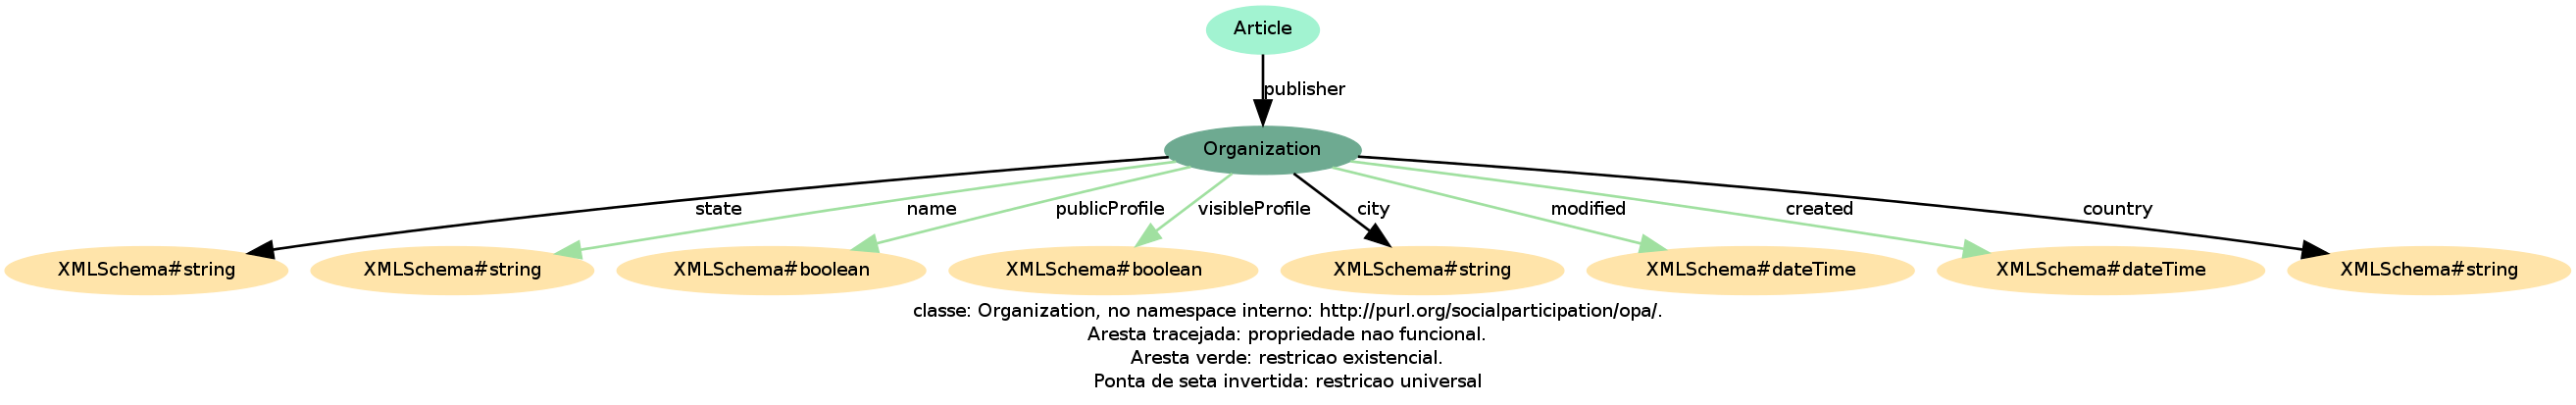 Article
publisher
Organization
state
name
publicProfile
visibleProfile
city
modified
created
country
XMLSchema#string
XMLSchema#string
XMLSchema#boolean
XMLSchema#boolean
XMLSchema#string
XMLSchema#dateTime
XMLSchema#dateTime
XMLSchema#string
classe: Organization, no namespace interno: http://purl.org/socialparticipation/opa/.
Aresta tracejada: propriedade nao funcional.
Aresta verde: restricao existencial.
Ponta de seta invertida: restricao universal